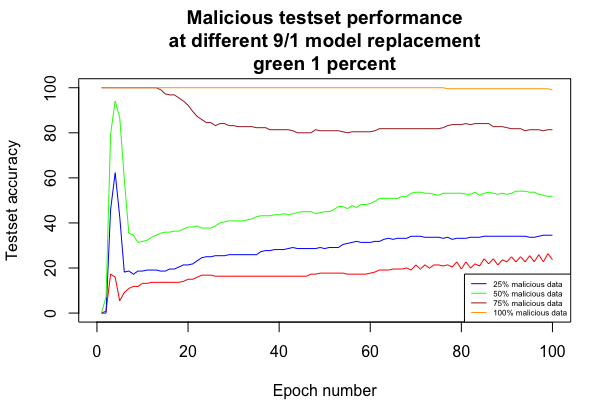 Malicious testset performance
at different 9/1 model replacement
green 1 percent
Testset accuracy
100
80
60
40
20
0
25% malicious data
50% malicious data
75% malicious data
100% malicious data
0 20 40 60 80 100
Epoch number